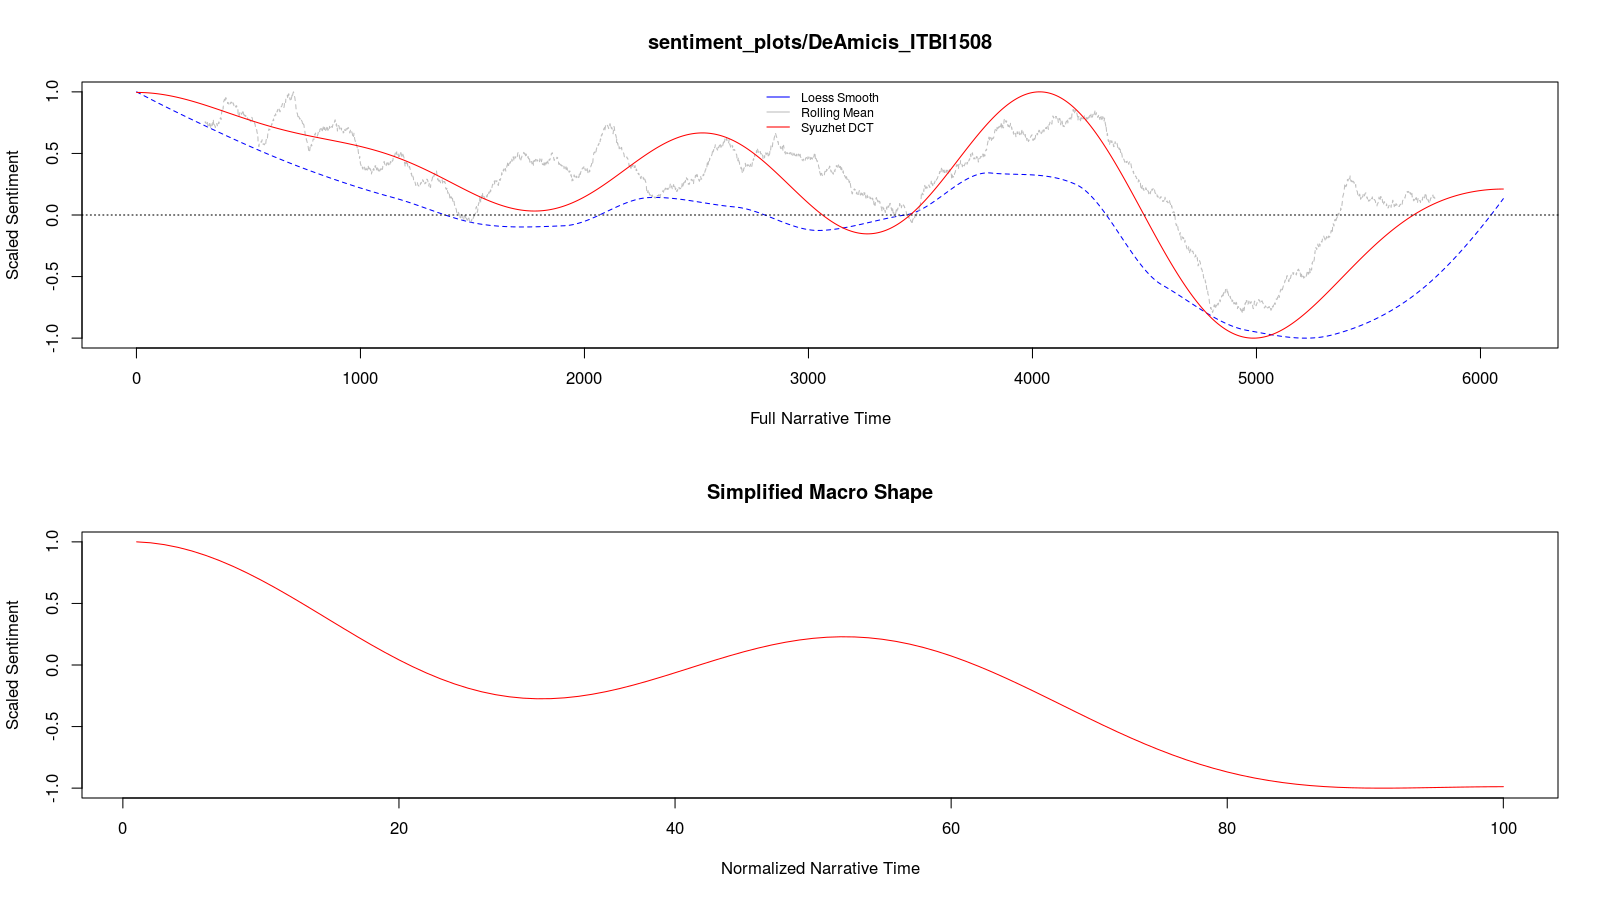 sentiment_plots/DeAmicis_ITBI1508
Scaled Sentiment
1.0
0.5
0.0
-0.5
-1.0
Loess Smooth
Rolling Mean
Syuzhet DCT
0 1000 2000 3000 4000 5000 6000
Full Narrative Time
Simplified Macro Shape
Scaled Sentiment
1.0
0.5
0.0
-0.5
-1.0
0 20 40 60 80 100
Normalized Narrative Time